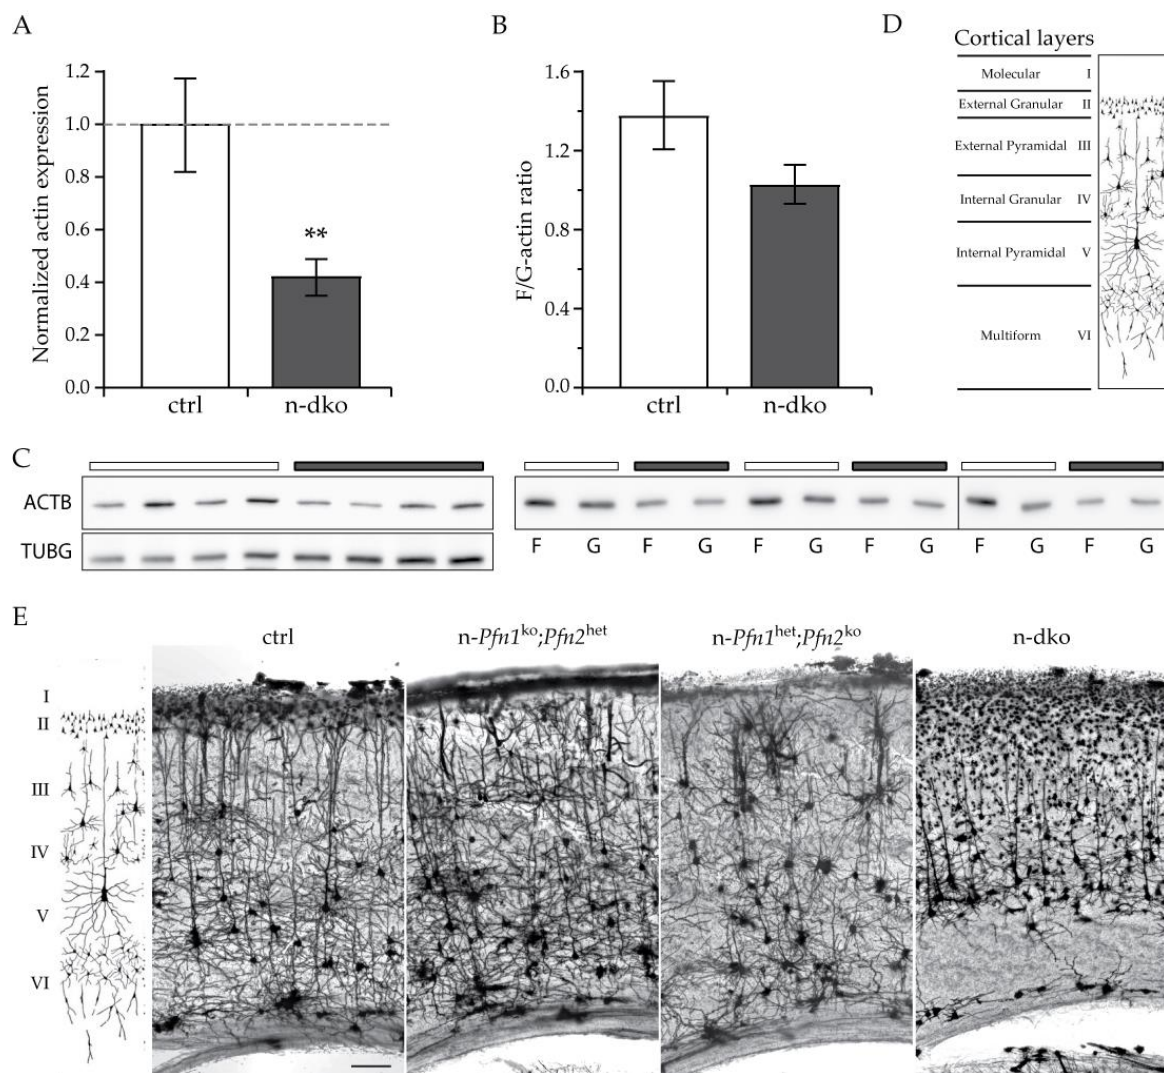 A
Normalized actin expression
1.2
1.0
0.8
0.6
0.4
0.2
0.0
**
ctrl
n-dko
B
F/G-actin ratio
1.6
1.4
1.2
0.8
0.4
0.0
ctrl
n-dko
D
Cortical layers
Molecular I
External Granular II
External Pyramidal III
Internal Granular IV
Internal Pyramidal V
Multiform VI
C
ACTB
TUBG
F G F G F G F G F G F G
E
ctrl
n-Pfn1ko;Pfn2het
n-Pfn1het;Pfn2ko
n-dko
I
II
III
IV
V
VI